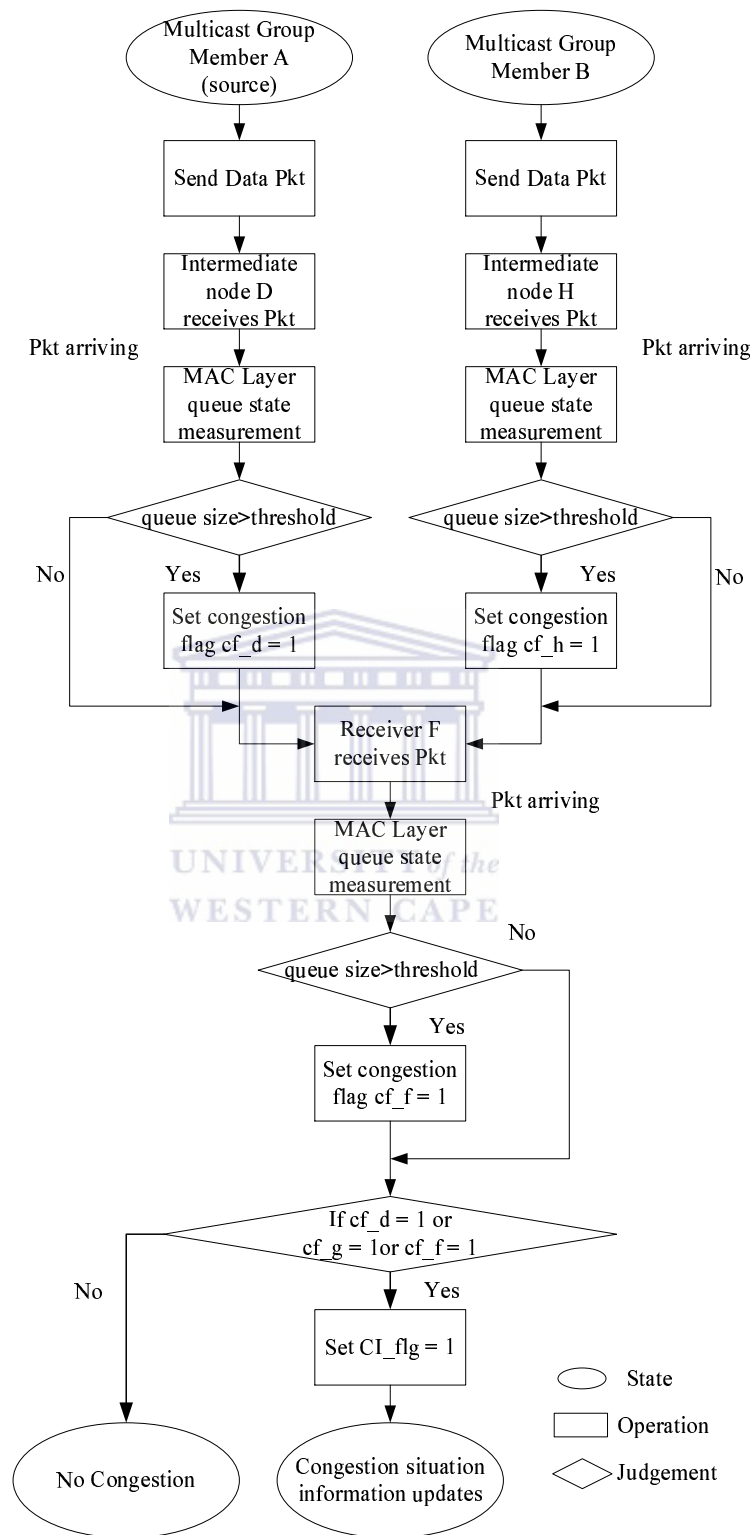 Multicast Group
Member A
(source)
Multicast Group
Member B
Send Data Pkt
Send Data Pkt
Intermediate
node D
receives Pkt
Intermediate
node H
receives Pkt
Pkt arriving
Pkt arriving
MAC Layer
queue state
measurement
MAC Layer
queue state
measurement
queue size>threshold
queue size>threshold
No
Yes
Yes
No
Set congestion
flag cf_d = 1
Set congestion
flag cf_h = 1
Receiver F
receives Pkt
Pkt arriving
MAC Layer
queue state
measurement
UNIVERSITY of the
WESTERN CAPE
No
queue size>threshold
Yes
Set congestion
flag cf_f = 1
If cf_d = 1 or
cf_g = 1or cf_f = 1
No
Yes
Set CI_flg = 1
State
Operation
Judgement
No Congestion
Congestion situation
information updates